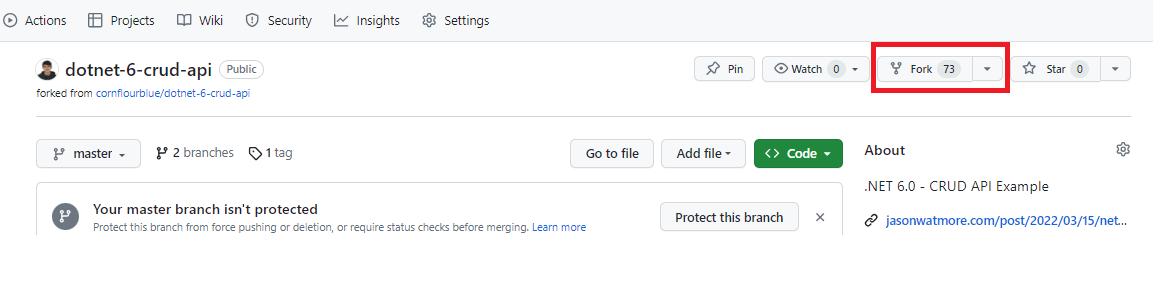 Actions Projects Wiki Security Insights Settings
dotnet-6-crud-api Public Pin Watch 0 Fork 73 Star 0
forked from cornflourblue/dotnet-6-crud-api
master 2 branches 1 tag Go to file Add file <> Code About
.NET 6.0 - CRUD API Example
Your master branch isn't protected Protect this branch
jasonwatmore.com/post/2022/03/15/net...
Protect this branch from force pushing or deletion, or require status checks before merging. Learn more